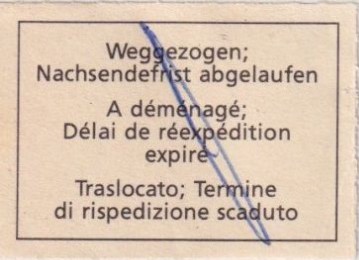 Weggezogen;
Nachsendefrist abgelaufen
A déménagé;
Délai de réexpédition
expiré
Traslocato; Termine
di rispedizione scaduto